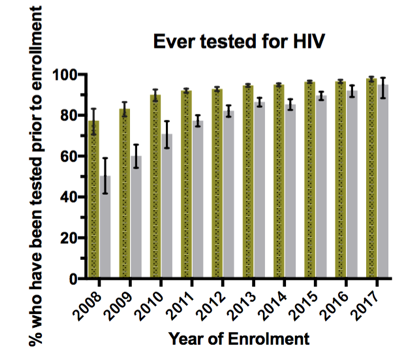 Ever tested for HIV
% who have been tested prior to enrollment
100
80
60
40
20
0
2008 2009 2010 2011 2012 2013 2014 2015 2016 2017
Year of Enrolment